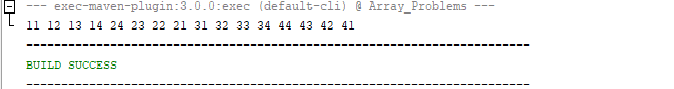 --- exec-maven-plugin:3.0.0:exec (default-cli) @ Array_Problems ---
11 12 13 14 24 23 22 21 31 32 33 34 44 43 42 41
------------------------------------------------------------------------
BUILD SUCCESS
------------------------------------------------------------------------